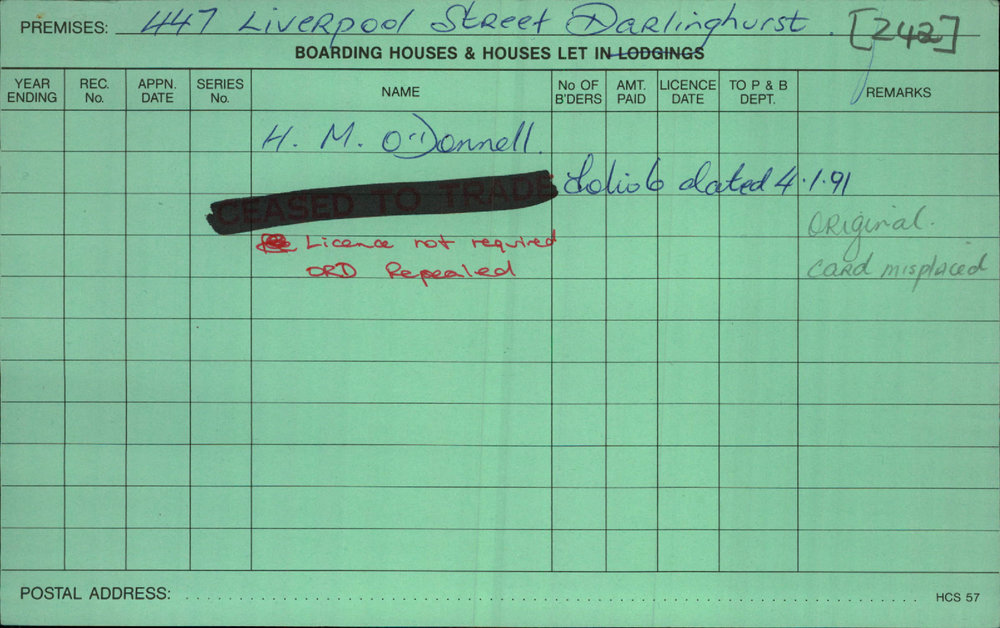 PREMISES: 447 Liverpool Street Darlinghurst. [242]
BOARDING HOUSES & HOUSES LET IN LODGINGS
YEAR ENDING REC. No. APPN. DATE SERIES No. NAME No OF B'DERS AMT. PAID LICENCE DATE TO P & B DEPT. REMARKS
H. M. O'Donnell.
CEASED TO TRADE folio 6 dated 4.1.91
Licence not required
ORD Repealed
ORiginal.
CARD misplaced
POSTAL ADDRESS:
HCS 57